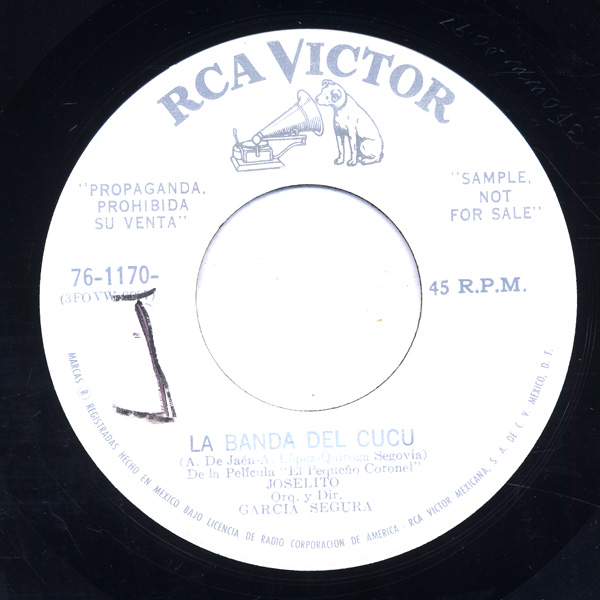 RCA VICTOR
"PROPAGANDA,
PROHIBIDA
SU VENTA"
"SAMPLE,
NOT
FOR SALE"
76-1170-
45 R.P.M.
LA BANDA DEL CUCU
(A. De Jaén-A. López-Quiroga Segovia)
De la Película "El Pequeño Coronel"
JOSELITO
Orq. y Dir.
GARCIA SEGURA
MARCAS ® REGISTRADAS HECHO EN MEXICO BAJO LICENCIA DE RADIO CORPORACION DE AMERICA - RCA VICTOR MEXICANA, S. A. DE C. V. MEXICO, D. F.